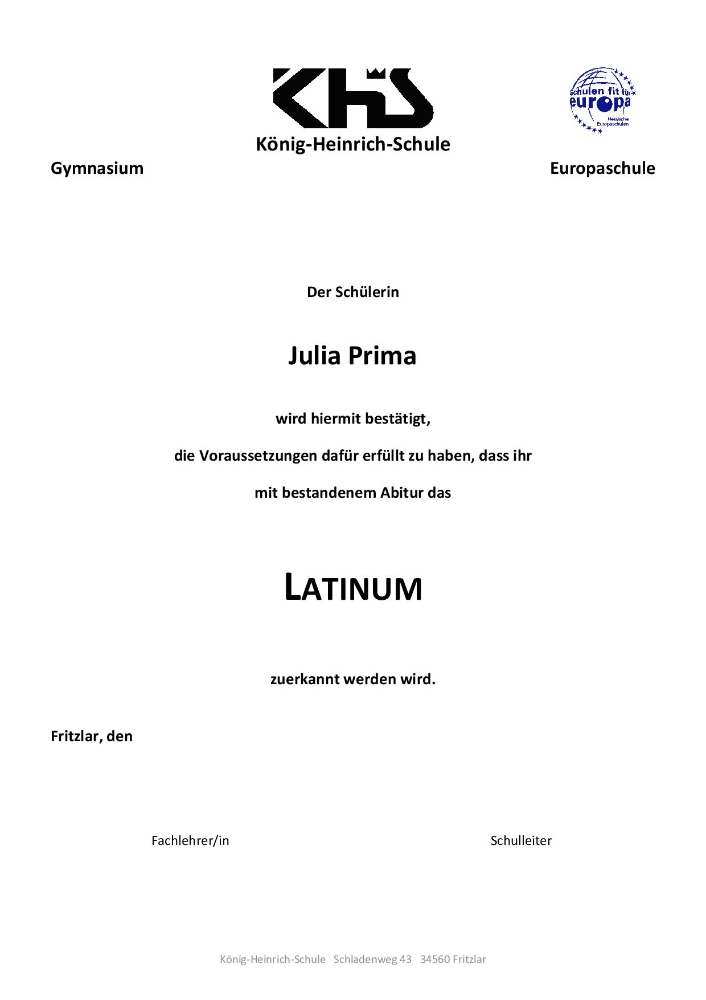 KHS
Schulen fit für
europa
Hessische
Europaschulen
König-Heinrich-Schule
Gymnasium Europaschule
Der Schülerin
Julia Prima
wird hiermit bestätigt,
die Voraussetzungen dafür erfüllt zu haben, dass ihr
mit bestandenem Abitur das
LATINUM
zuerkannt werden wird.
Fritzlar, den
Fachlehrer/in Schulleiter
König-Heinrich-Schule Schladenweg 43 34560 Fritzlar